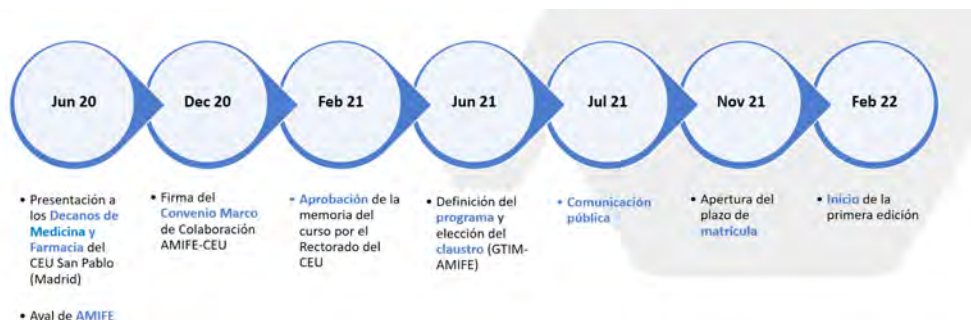 Jun 20
Dec 20
Feb 21
Jun 21
Jul 21
Nov 21
Feb 22
• Presentación a
los Decanos de
Medicina y
Farmacia del
CEU San Pablo
(Madrid)
• Aval de AMIFE
• Firma del
Convenio Marco
de Colaboración
AMIFE-CEU
• Aprobación de la
memoria del
curso por el
Rectorado del
CEU
• Definición del
programa y
elección del
claustro (GTIM-
AMIFE)
• Comunicación
pública
• Apertura del
plazo de
matrícula
• Inicio de la
primera edición